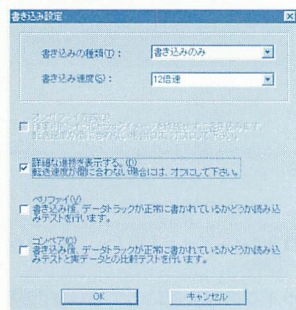 書き込み設定
書き込みの種類(T):
書き込みのみ
書き込み速度(S):
12倍速
詳細な進捗を表示する。(D)
転送速度が間に合わない場合には、オフにして下さい。
ベリファイ(V)
書き込み後、データトラックが正常に書かれているかどうか読み込
みテストを行います。
コンペア(C)
書き込み後、データトラックが正常に書かれているかどうか読み込
みテストと実データとの比較テストを行います。
OK
キャンセル